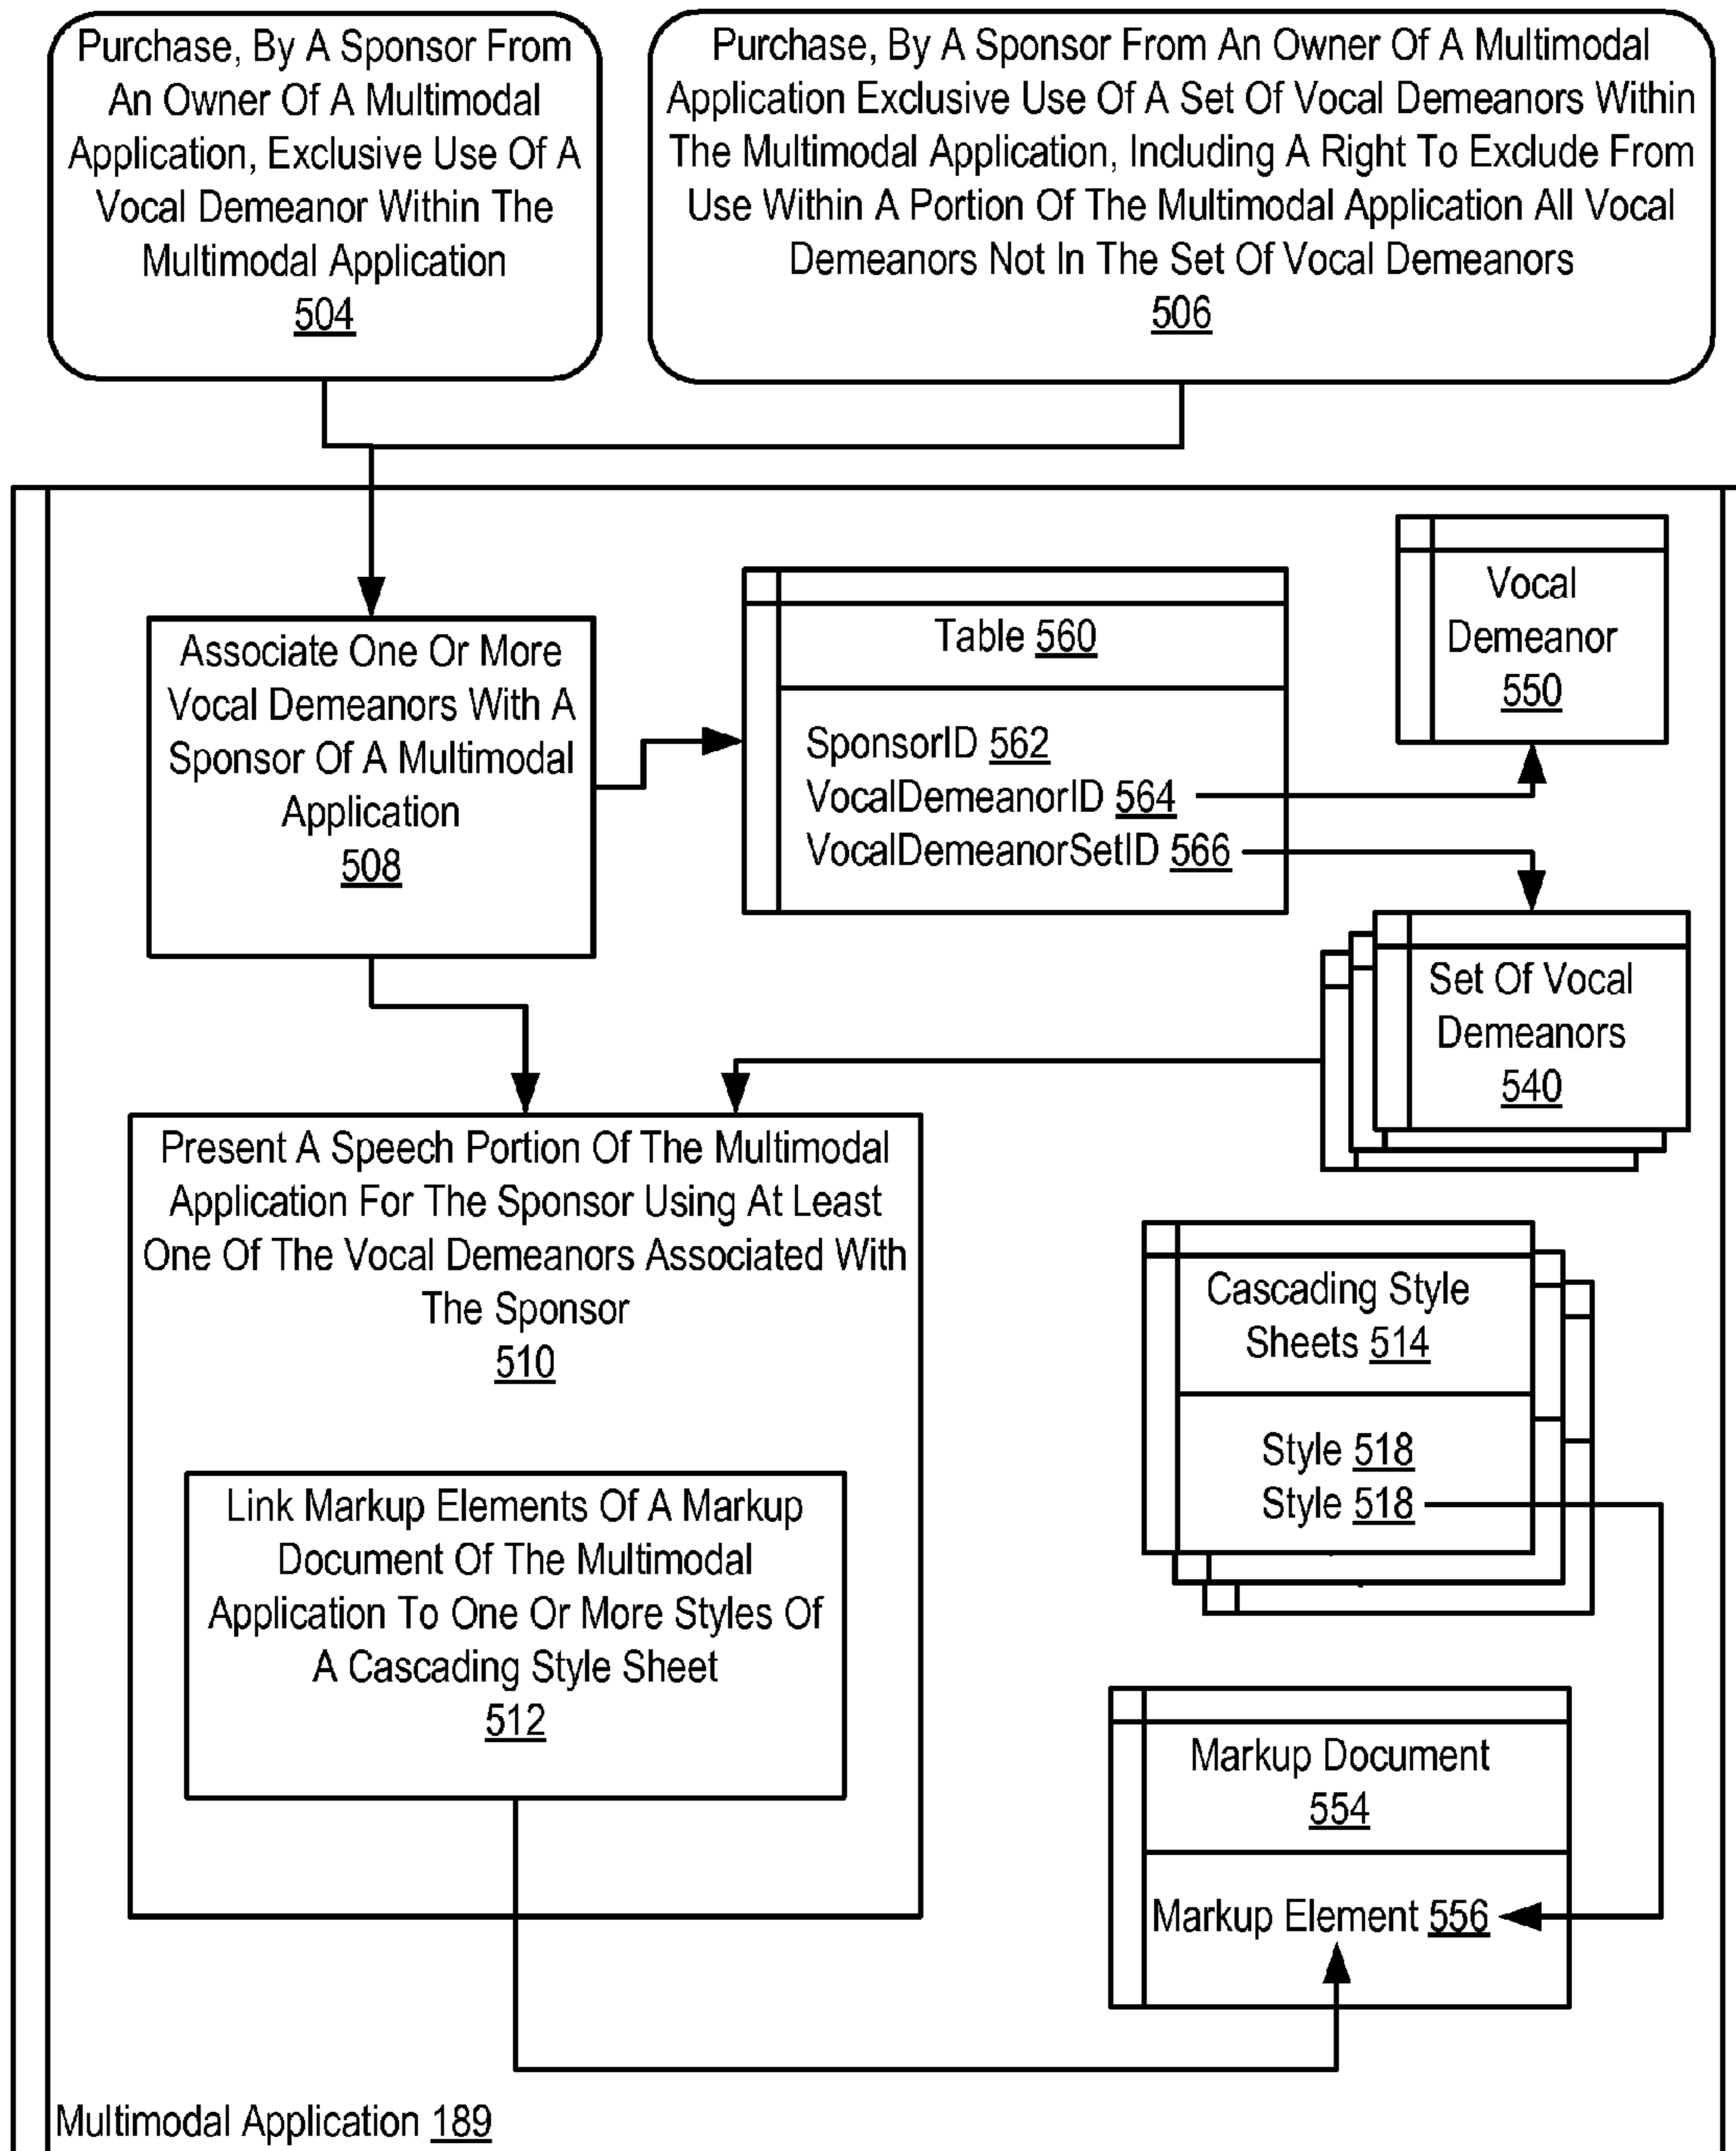 Purchase, By A Sponsor From
An Owner Of A Multimodal
Application, Exclusive Use Of A
Vocal Demeanor Within The
Multimodal Application
504
Purchase, By A Sponsor From An Owner Of A Multimodal
Application Exclusive Use Of A Set Of Vocal Demeanors Within
The Multimodal Application, Including A Right To Exclude From
Use Within A Portion Of The Multimodal Application All Vocal
Demeanors Not In The Set Of Vocal Demeanors
506
Associate One Or More
Vocal Demeanors With A
Sponsor Of A Multimodal
Application
508
Table 560
SponsorID 562
VocalDemeanorID 564
VocalDemeanorSetID 566
Vocal
Demeanor
550
Set Of Vocal
Demeanors
540
Present A Speech Portion Of The Multimodal
Application For The Sponsor Using At Least
One Of The Vocal Demeanors Associated With
The Sponsor
510
Link Markup Elements Of A Markup
Document Of The Multimodal
Application To One Or More Styles Of
A Cascading Style Sheet
512
Cascading Style
Sheets 514
Style 518
Style 518
Markup Document
554
Markup Element 556
Multimodal Application 189